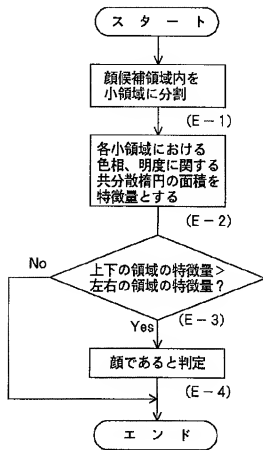 スタート
顔候補領域内を
小領域に分割
(E-1)
各小領域における
色相、明度に関する
共分散楕円の面積を
特徴量とする
(E-2)
No
上下の領域の特徴量>
左右の領域の特徴量?
Yes
(E-3)
顔であると判定
(E-4)
エンド